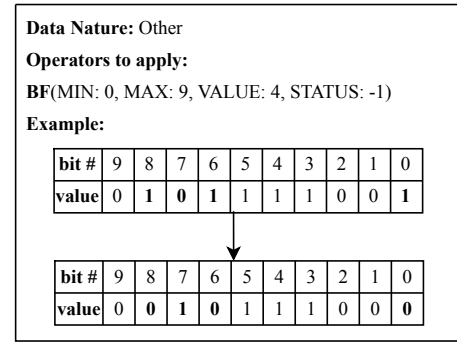 Data Nature: Other
Operators to apply:
BF(MIN: 0, MAX: 9, VALUE: 4, STATUS: -1)
Example:
bit # 9 8 7 6 5 4 3 2 1 0
value 0 1 0 1 1 1 1 0 0 1
bit # 9 8 7 6 5 4 3 2 1 0
value 0 0 1 0 1 1 1 0 0 0